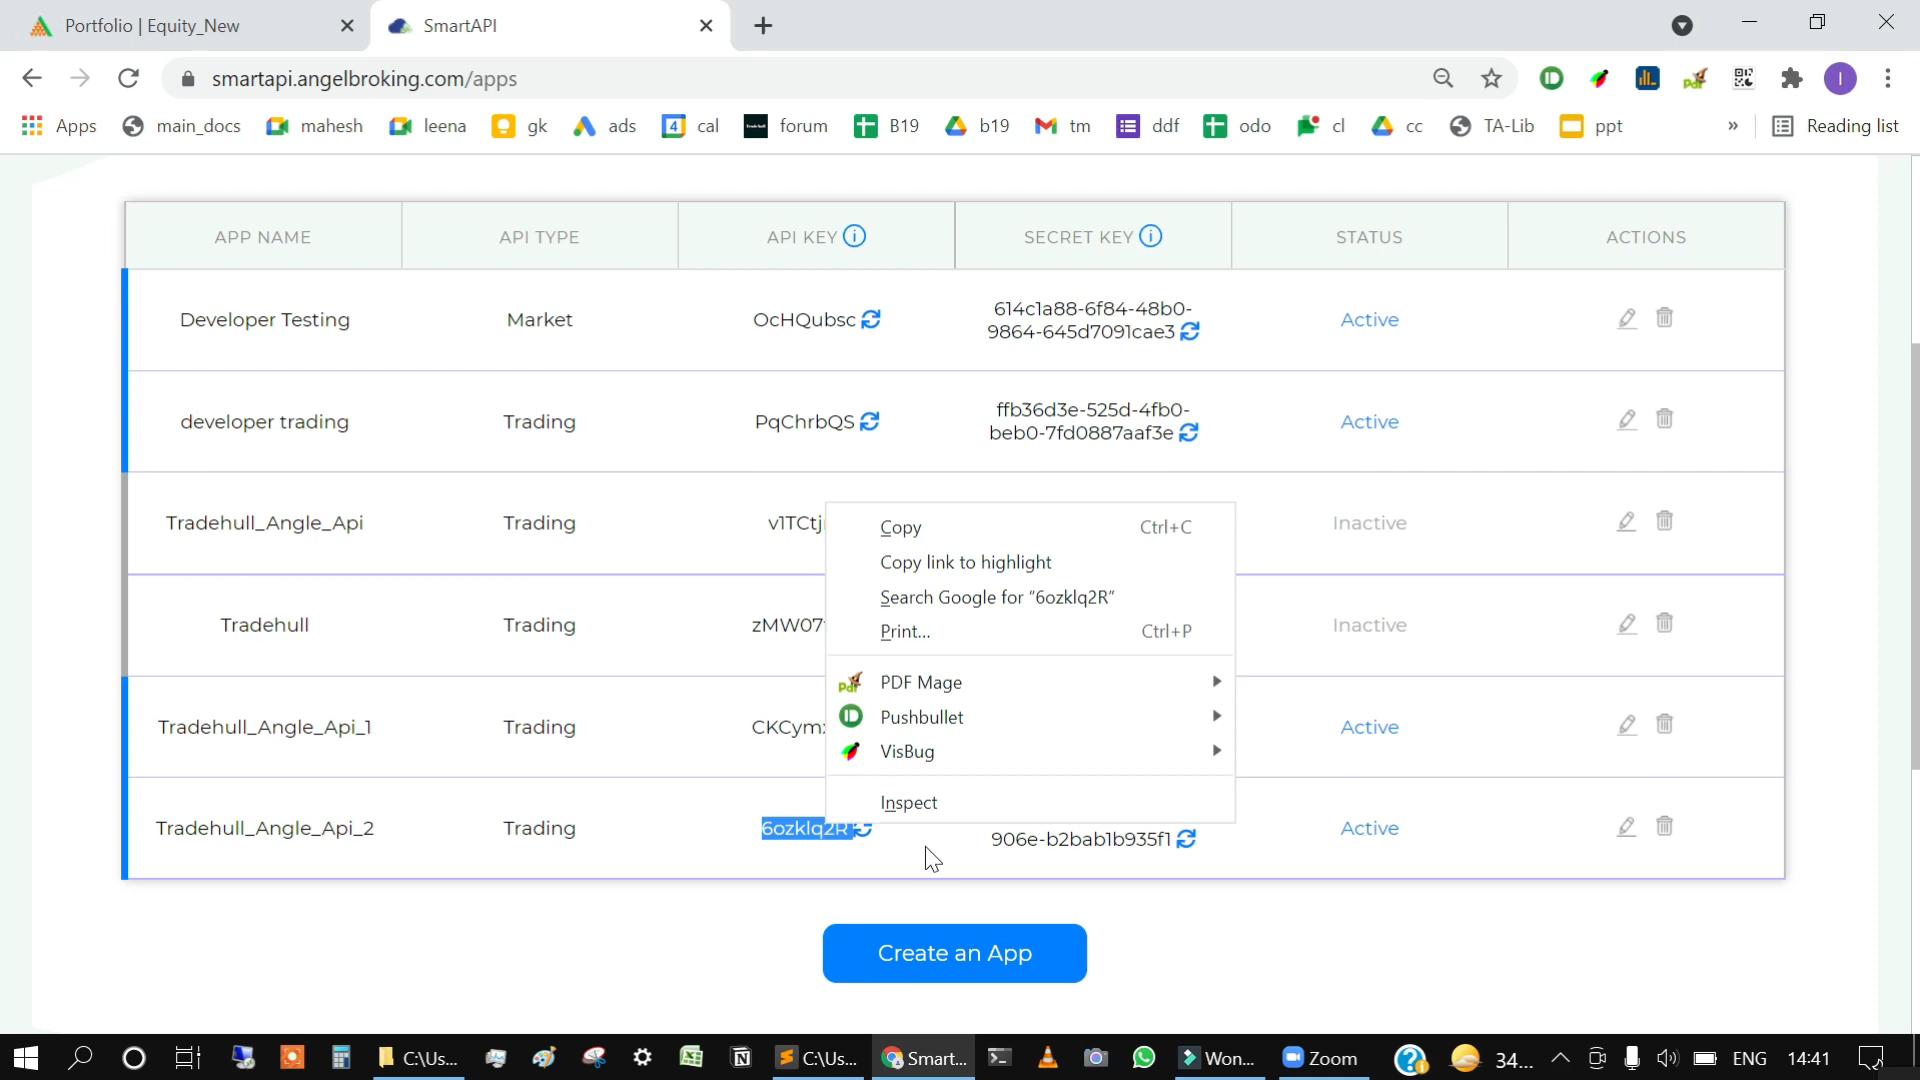 Portfolio | Equity_New
SmartAPI
smartapi.angelbroking.com/apps
Apps main_docs mahesh leena gk ads 4 cal forum B19 b19 tm ddf odo cl cc TA-Lib ppt » Reading list
APP NAME API TYPE API KEY SECRET KEY STATUS ACTIONS
Developer Testing Market OcHQubsc 614c1a88-6f84-48b0-
9864-645d7091cae3 Active
developer trading Trading PqChrbQS ffb36d3e-525d-4fb0-
beb0-7fd0887aaf3e Active
Tradehull_Angle_Api Trading Inactive
Tradehull Trading zMW07 Inactive
Tradehull_Angle_Api_1 Trading CKCym Active
Tradehull_Angle_Api_2 Trading 6ozklq2R 906e-b2bab1b935f1 Active
Copy Ctrl+C
Copy link to highlight
Search Google for "6ozklq2R"
Print... Ctrl+P
PDF Mage
Pushbullet
VisBug
Inspect
Create an App
C:\Us... C:\Us... Smart... Won... Zoom 34... ENG 14:41